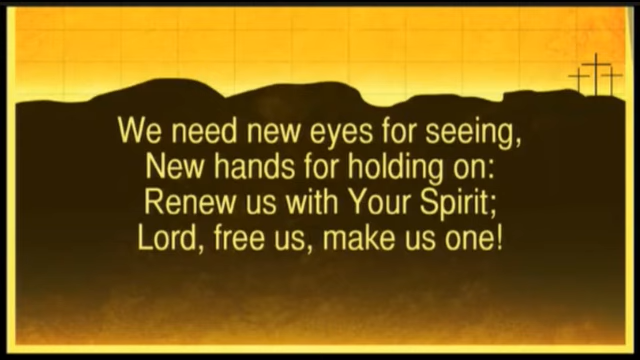 We need new eyes for seeing,
New hands for holding on:
Renew us with Your Spirit;
Lord, free us, make us one!